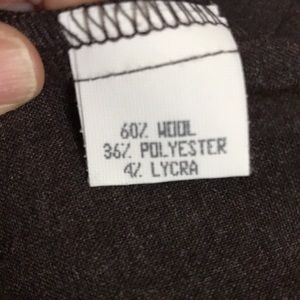 60% WOOL
36% POLYESTER
4% LYCRA